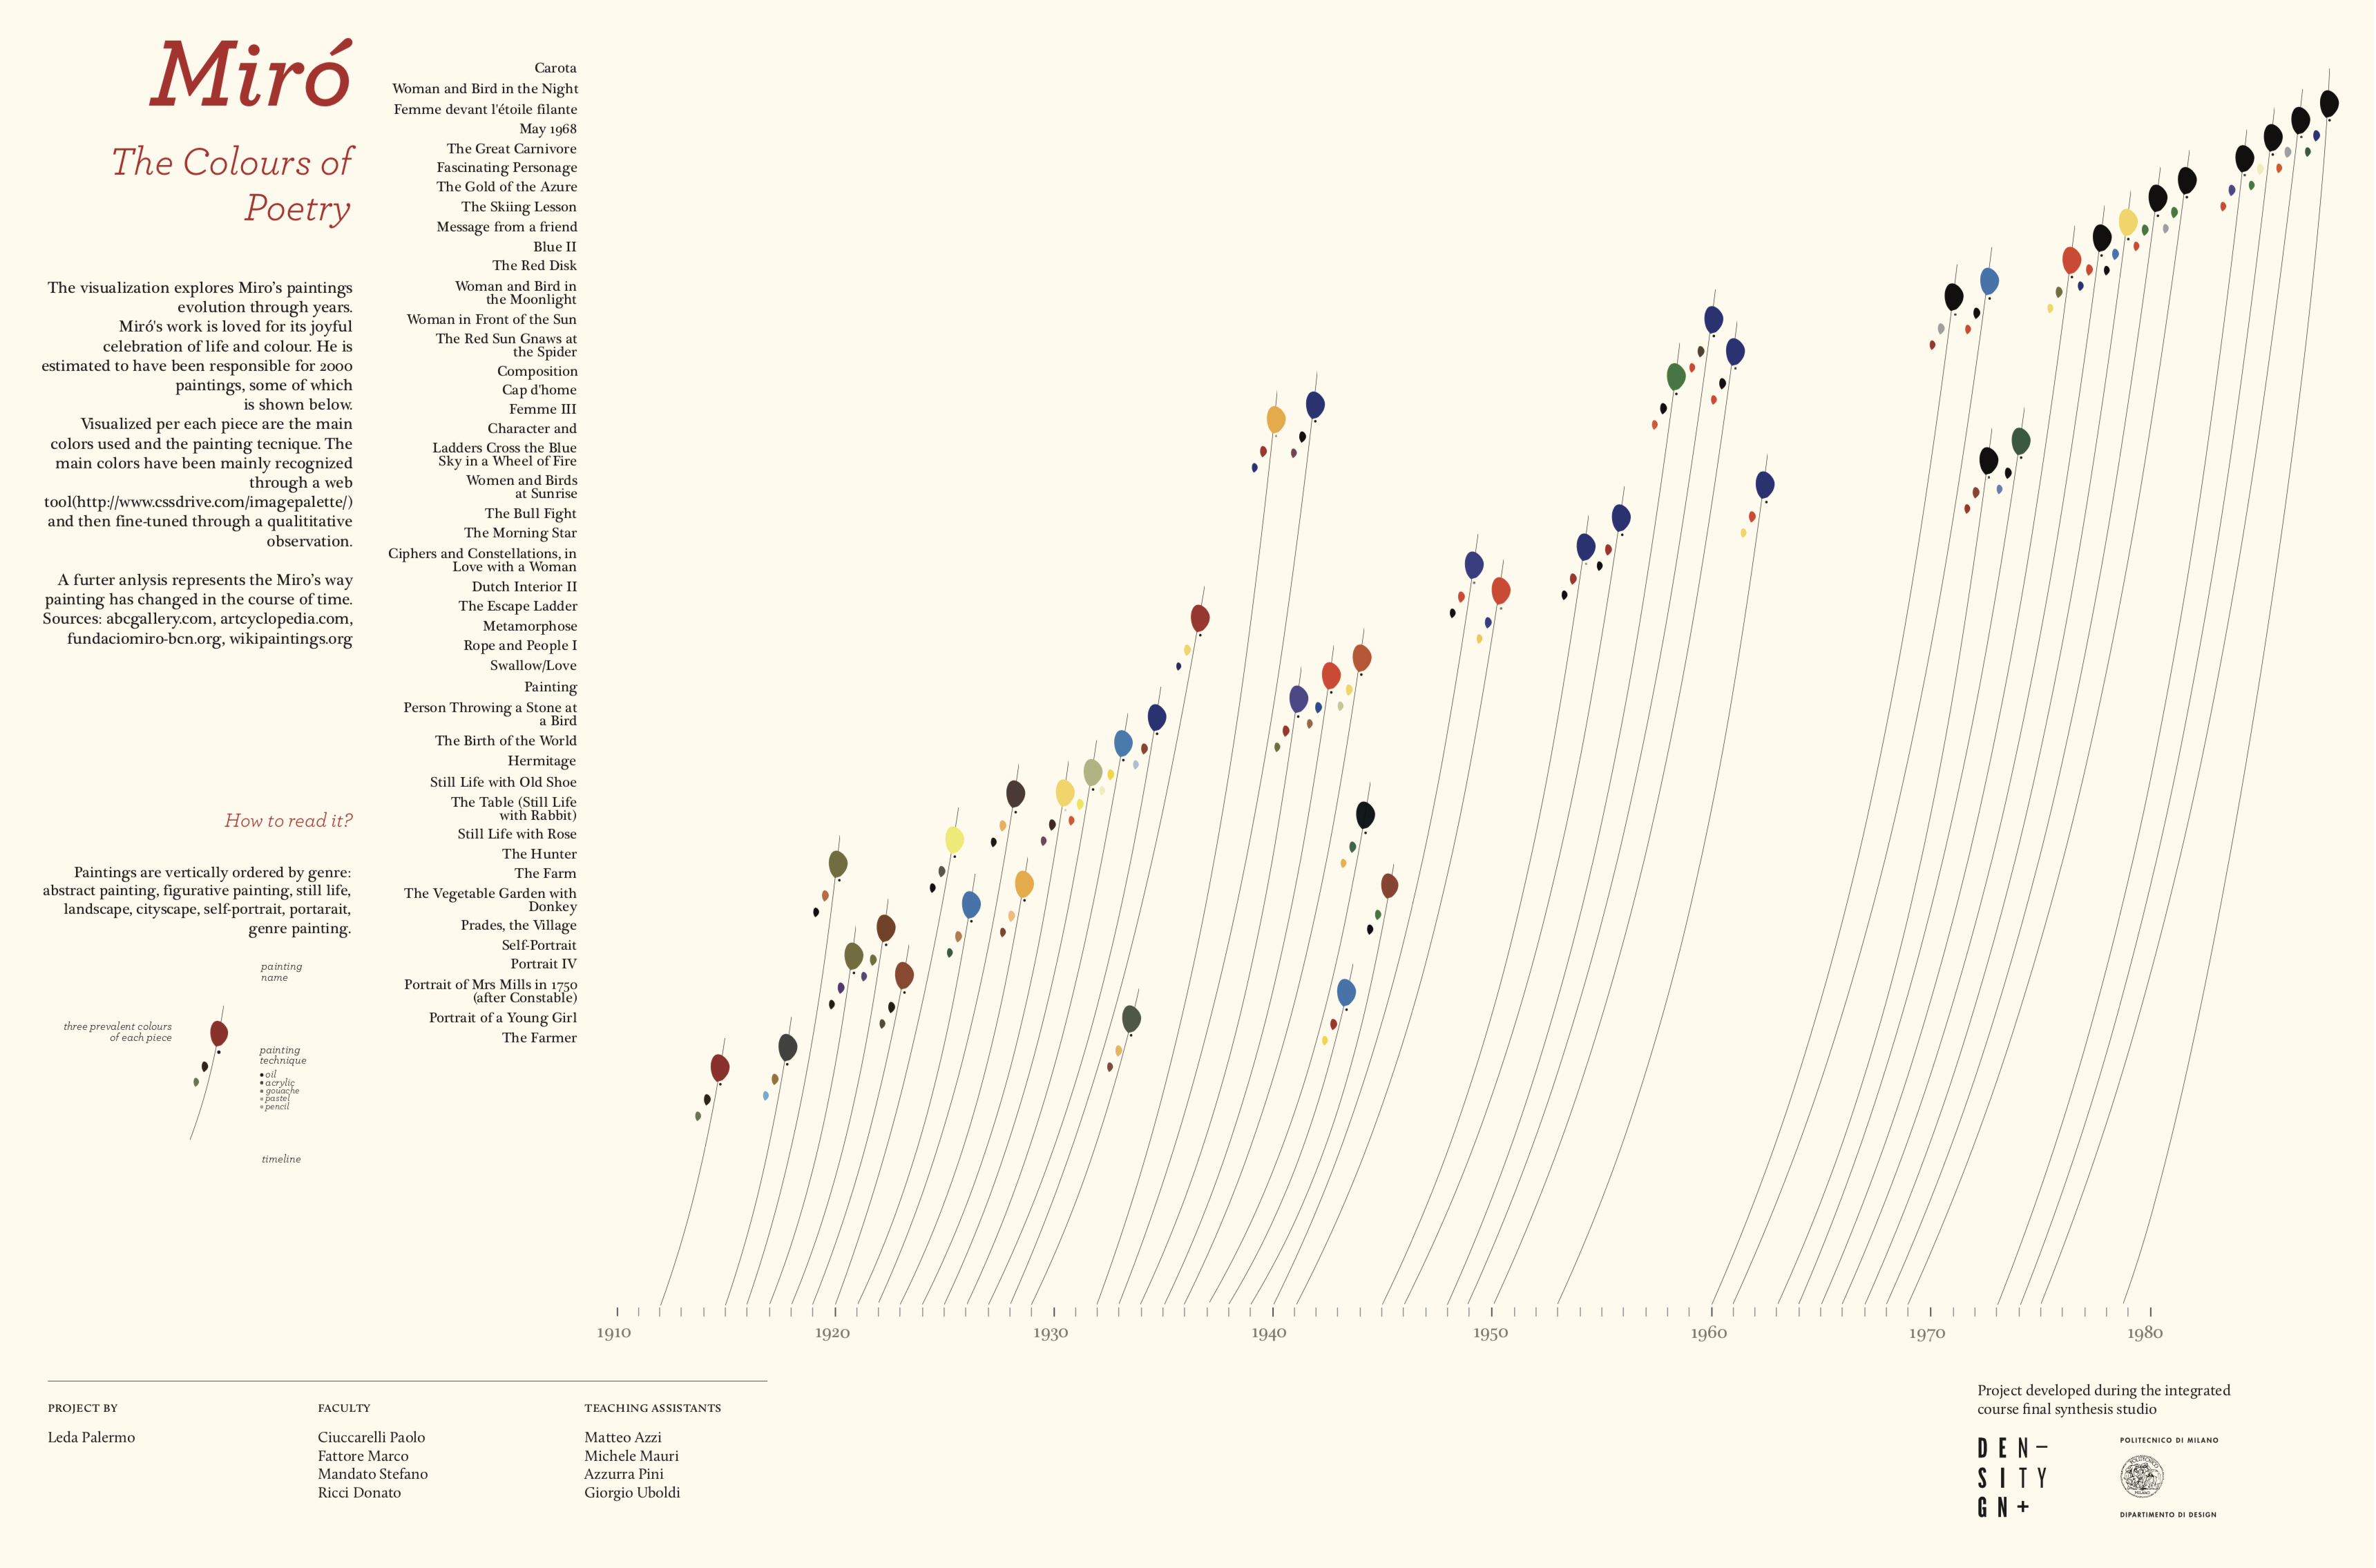 Miró
The Colours of
Poetry
The visualization explores Miro's paintings
evolution through years.
Miró's work is loved for its joyful
celebration of life and colour. He is
estimated to have been responsible for 2000
paintings, some of which
is shown below.
Visualized per each piece are the main
colors used and the painting tecnique. The
main colors have been mainly recognized
through a web
tool(http://www.cssdrive.com/imagepalette/)
and then fine-tuned through a qualititative
observation.
A furter anlysis represents the Miro's way
painting has changed in the course of time.
Sources: abcgallery.com, artcyclopedia.com,
fundaciomiro-bcn.org, wikipaintings.org
How to read it?
Paintings are vertically ordered by genre:
abstract painting, figurative painting, still life,
landscape, cityscape, self-portrait, portarait,
genre painting.
painting
name
three prevalent colours
of each piece
painting
technique
oil
acrylic
gouache
pastel
pencil
timeline
Carota
Woman and Bird in the Night
Femme devant l'étoile filante
May 1968
The Great Carnivore
Fascinating Personage
The Gold of the Azure
The Skiing Lesson
Message from a friend
Blue II
The Red Disk
Woman and Bird in
the Moonlight
Woman in Front of the Sun
The Red Sun Gnaws at
the Spider
Composition
Cap d'home
Femme III
Character and
Ladders Cross the Blue
Sky in a Wheel of Fire
Women and Birds
at Sunrise
The Bull Fight
The Morning Star
Ciphers and Constellations, in
Love with a Woman
Dutch Interior II
The Escape Ladder
Metamorphose
Rope and People I
Swallow/Love
Painting
Person Throwing a Stone at
a Bird
The Birth of the World
Hermitage
Still Life with Old Shoe
The Table (Still Life
with Rabbit)
Still Life with Rose
The Hunter
The Farm
The Vegetable Garden with
Donkey
Prades, the Village
Self-Portrait
Portrait IV
Portrait of Mrs Mills in 1750
(after Constable)
Portrait of a Young Girl
The Farmer
1910
1920
1930
1940
1950
1960
1970
1980
PROJECT BY
Leda Palermo
FACULTY
Ciuccarelli Paolo
Fattore Marco
Mandato Stefano
Ricci Donato
TEACHING ASSISTANTS
Matteo Azzi
Michele Mauri
Azzurra Pini
Giorgio Uboldi
Project developed during the integrated
course final synthesis studio
DEN–
SITY
GN+
POLITECNICO DI MILANO
DIPARTIMENTO DI DESIGN